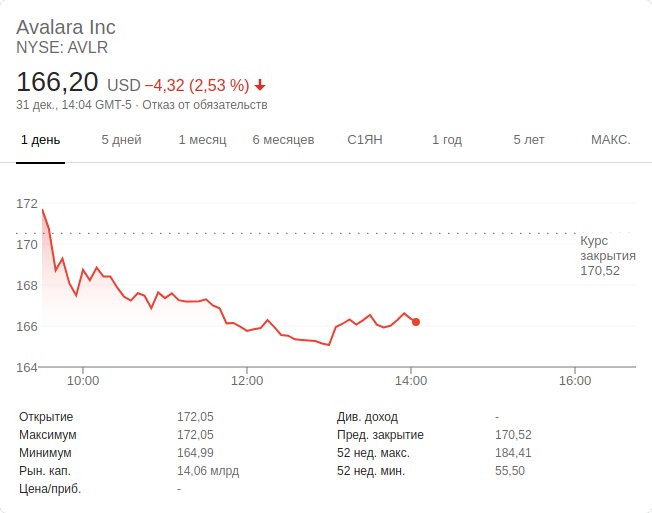 Avalara Inc
NYSE: AVLR
166,20 USD −4,32 (2,53 %)
31 дек., 14:04 GMT-5 · Отказ от обязательств
1 день 5 дней 1 месяц 6 месяцев С1ЯН 1 год 5 лет МАКС.
172
170
168
166
164
Курс
закрытия
170,52
10:00 12:00 14:00 16:00
Открытие 172,05 Див. доход -
Максимум 172,05 Пред. закрытие 170,52
Минимум 164,99 52 нед. макс. 184,41
Рын. кап. 14,06 млрд 52 нед. мин. 55,50
Цена/приб. -